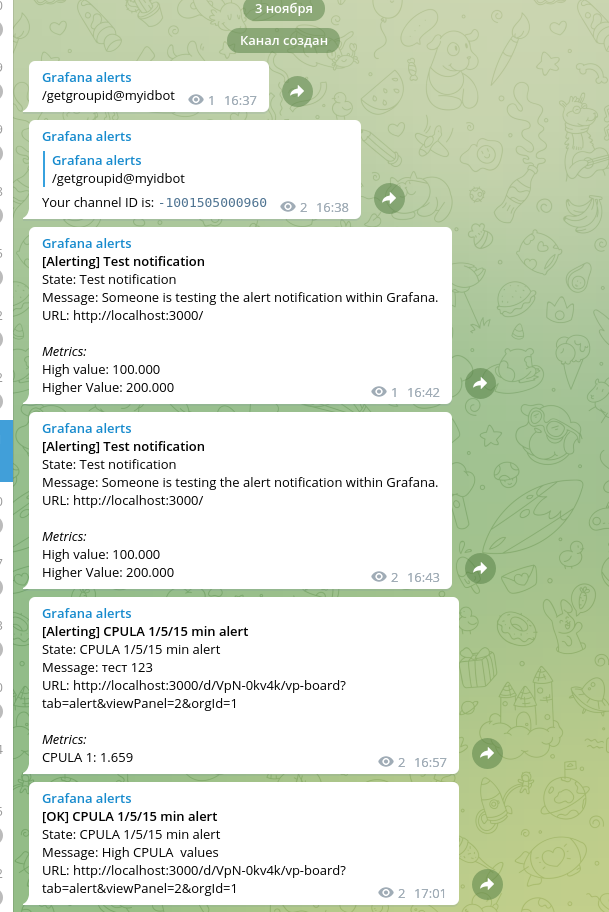 3 ноября
Канал создан
Grafana alerts
/getgroupid@myidbot
1 16:37
Grafana alerts
Grafana alerts
/getgroupid@myidbot
Your channel ID is: -1001505000960
2 16:38
Grafana alerts
[Alerting] Test notification
State: Test notification
Message: Someone is testing the alert notification within Grafana.
URL: http://localhost:3000/
Metrics:
High value: 100.000
Higher Value: 200.000
1 16:42
Grafana alerts
[Alerting] Test notification
State: Test notification
Message: Someone is testing the alert notification within Grafana.
URL: http://localhost:3000/
Metrics:
High value: 100.000
Higher Value: 200.000
2 16:43
Grafana alerts
[Alerting] CPULA 1/5/15 min alert
State: CPULA 1/5/15 min alert
Message: тест 123
URL: http://localhost:3000/d/VpN-0kv4k/vp-board?
tab=alert&viewPanel=2&orgId=1
Metrics:
CPULA 1: 1.659
2 16:57
Grafana alerts
[OK] CPULA 1/5/15 min alert
State: CPULA 1/5/15 min alert
Message: High CPULA  values
URL: http://localhost:3000/d/VpN-0kv4k/vp-board?
tab=alert&viewPanel=2&orgId=1
2 17:01